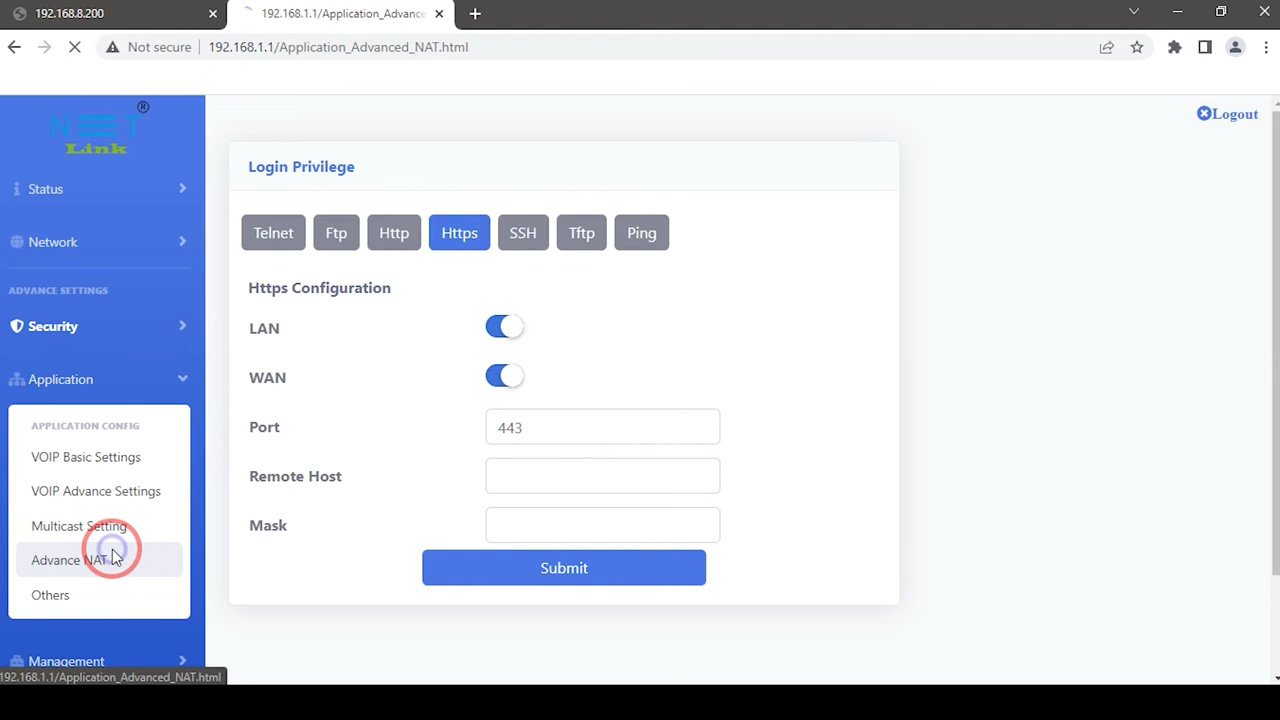 192.168.8.200
192.168.1.1/Application_Advance
Not secure
192.168.1.1/Application_Advanced_NAT.html
NEET
Link
®
Logout
Status
Network
ADVANCE SETTINGS
Security
Application
APPLICATION CONFIG
VOIP Basic Settings
VOIP Advance Settings
Multicast Setting
Advance NAT
Others
Management
192.168.1.1/Application_Advanced_NAT.html
Login Privilege
Telnet
Ftp
Http
Https
SSH
Tftp
Ping
Https Configuration
LAN
WAN
Port
443
Remote Host
Mask
Submit